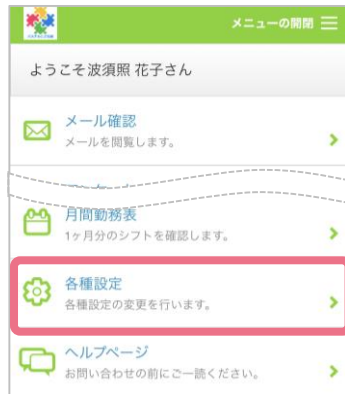 メニューの開閉
ようこそ波須照 花子さん
メール確認
メールを閲覧します。
月間勤務表
1ヶ月分のシフトを確認します。
各種設定
各種設定の変更を行います。
ヘルプページ
お問い合わせの前にご一読ください。